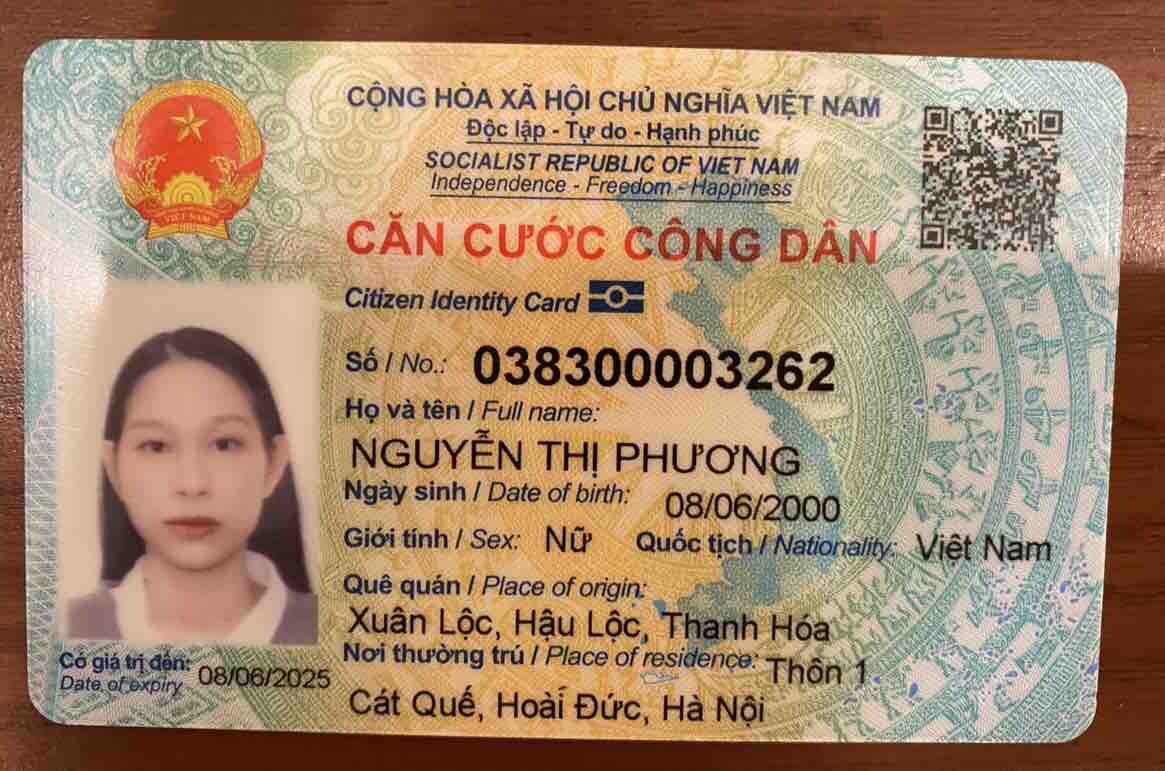 CỘNG HÒA XÃ HỘI CHỦ NGHĨA VIỆT NAM
Độc lập - Tự do - Hạnh phúc
SOCIALIST REPUBLIC OF VIET NAM
Independence - Freedom - Happiness
CĂN CƯỚC CÔNG DÂN
Citizen Identity Card
Số / No.: 038300003262
Họ và tên / Full name:
NGUYỄN THỊ PHƯƠNG
Ngày sinh / Date of birth: 08/06/2000
Giới tính / Sex: Nữ Quốc tịch / Nationality: Việt Nam
Quê quán / Place of origin:
Xuân Lộc, Hậu Lộc, Thanh Hóa
Nơi thường trú / Place of residence: Thôn 1
Cát Quế, Hoài Đức, Hà Nội
Có giá trị đến: 08/06/2025
Date of expiry
VIỆT NAM